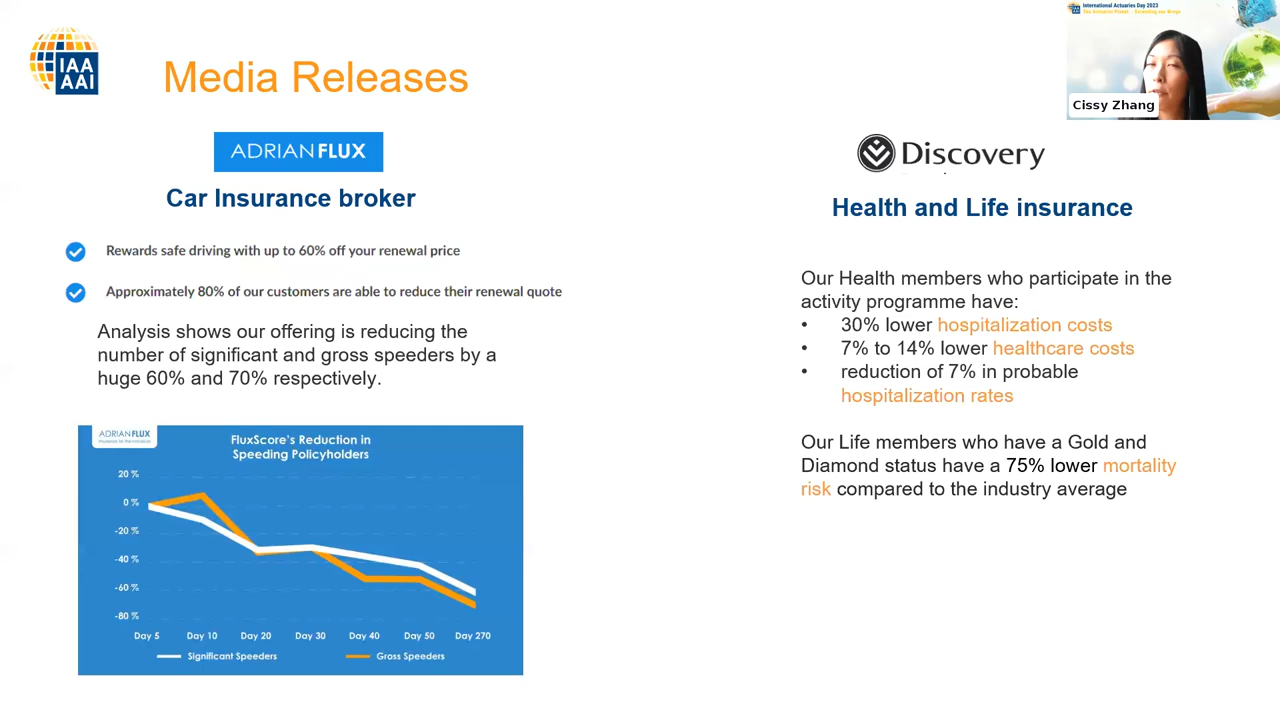 IAA
AAI
Media Releases
International Actuaries Day 2023
Cissy Zhang
ADRIAN FLUX
Car Insurance broker
Rewards safe driving with up to 60% off your renewal price
Approximately 80% of our customers are able to reduce their renewal quote
Analysis shows our offering is reducing the
number of significant and gross speeders by a
huge 60% and 70% respectively.
ADRIAN FLUX
FluxScore's Reduction in
Speeding Policyholders
20 %
0 %
-20 %
-40 %
-60 %
-80 %
Day 5 Day 10 Day 20 Day 30 Day 40 Day 50 Day 270
Significant Speeders Gross Speeders
Discovery
Health and Life insurance
Our Health members who participate in the
activity programme have:
• 30% lower hospitalization costs
• 7% to 14% lower healthcare costs
• reduction of 7% in probable
hospitalization rates
Our Life members who have a Gold and
Diamond status have a 75% lower mortality
risk compared to the industry average